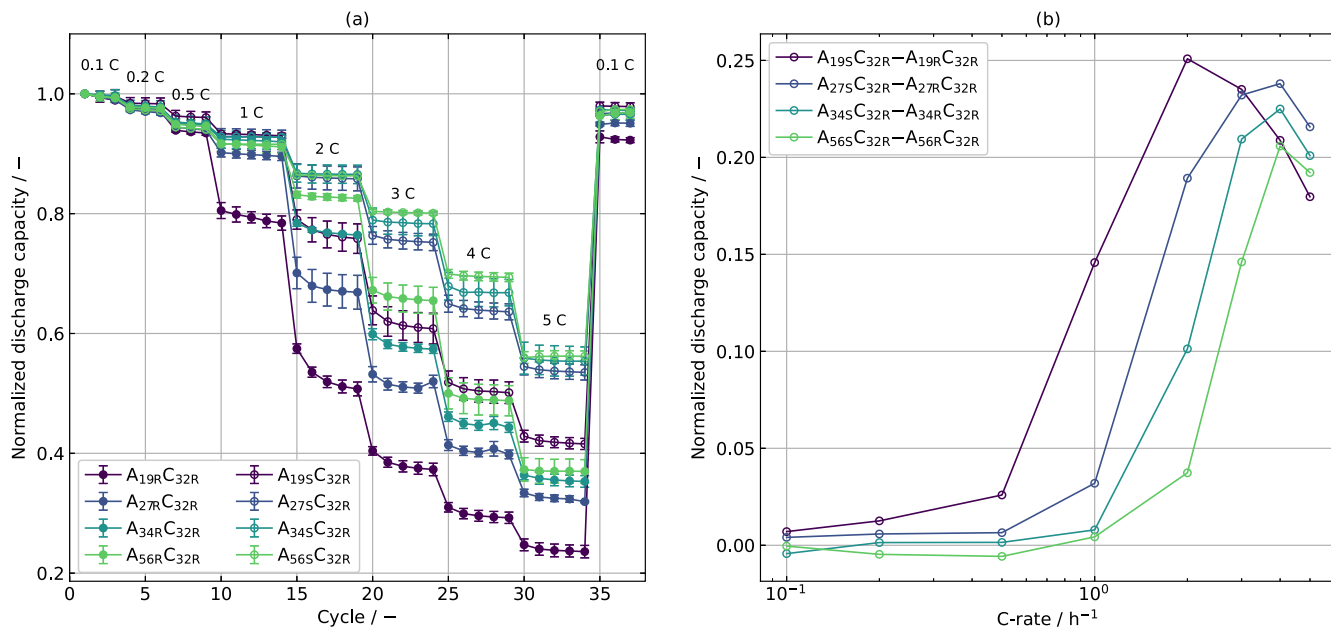 (a)
0.1 C
0.2 C
0.5 C
1 C
2 C
3 C
4 C
5 C
0.1 C
Normalized discharge capacity / −
1.0
0.8
0.6
0.4
0.2
0 5 10 15 20 25 30 35
Cycle / −
A19RC32R
A27RC32R
A34RC32R
A56RC32R
A19SC32R
A27SC32R
A34SC32R
A56SC32R
(b)
A19SC32R−A19RC32R
A27SC32R−A27RC32R
A34SC32R−A34RC32R
A56SC32R−A56RC32R
Normalized discharge capacity / −
0.25
0.20
0.15
0.10
0.05
0.00
10⁻¹ 10⁰
C-rate / h⁻¹